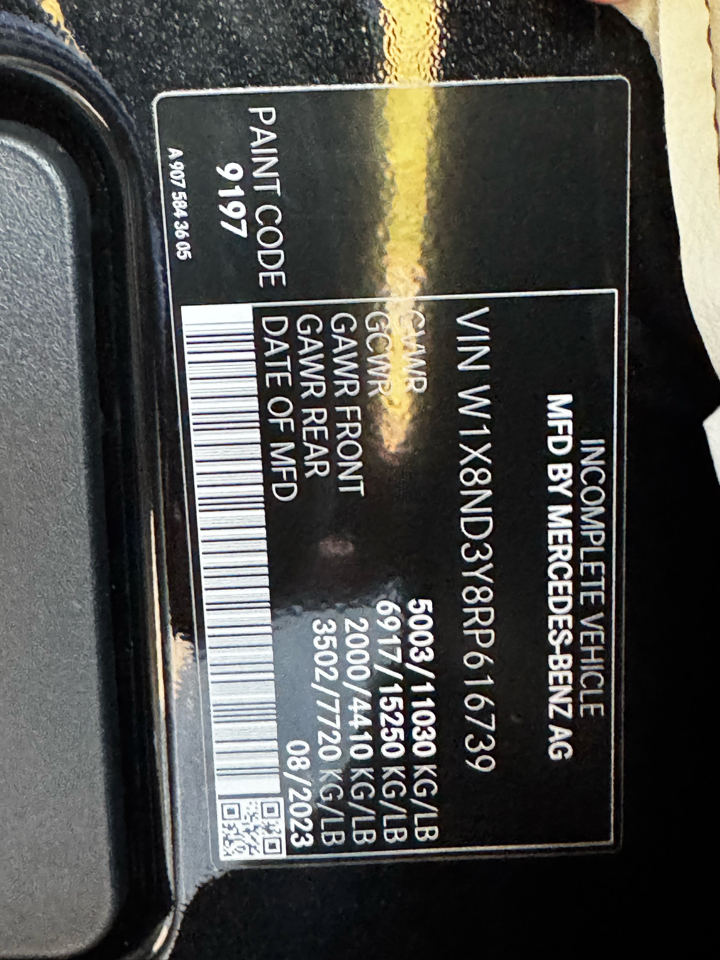 INCOMPLETE VEHICLE
MFD BY MERCEDES-BENZ AG
VIN W1X8ND3Y8RP616739
GVWR 5003/11030 KG/LB
GCWR 6917/15250 KG/LB
GAWR FRONT 2000/4410 KG/LB
GAWR REAR 3502/7720 KG/LB
DATE OF MFD 08/2023
PAINT CODE
9197
A 907 584 36 05